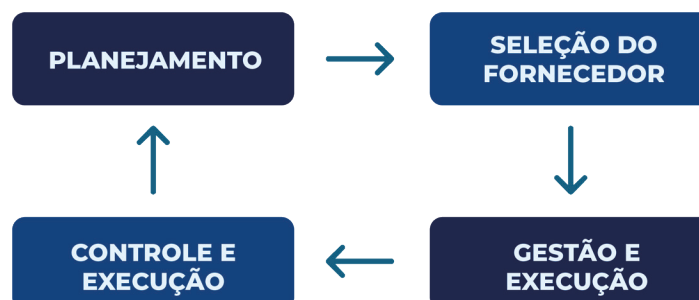 PLANEJAMENTO
SELEÇÃO DO
FORNECEDOR
CONTROLE E
EXECUÇÃO
GESTÃO E
EXECUÇÃO